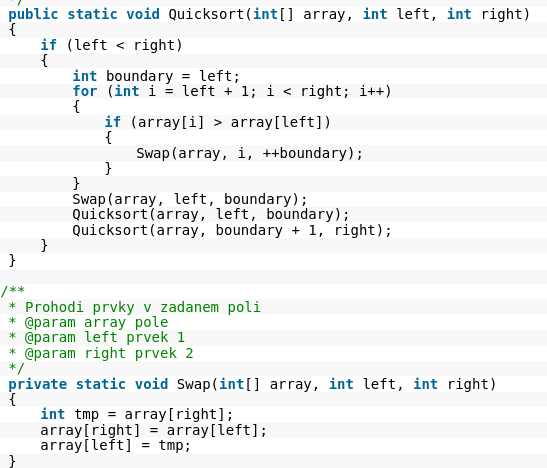 */
public static void Quicksort(int[] array, int left, int right)
{
if (left < right)
{
int boundary = left;
for (int i = left + 1; i < right; i++)
{
if (array[i] > array[left])
{
Swap(array, i, ++boundary);
}
}
Swap(array, left, boundary);
Quicksort(array, left, boundary);
Quicksort(array, boundary + 1, right);
}
}
/**
* Prohodi prvky v zadanem poli
* @param array pole
* @param left prvek 1
* @param right prvek 2
*/
private static void Swap(int[] array, int left, int right)
{
int tmp = array[right];
array[right] = array[left];
array[left] = tmp;
}